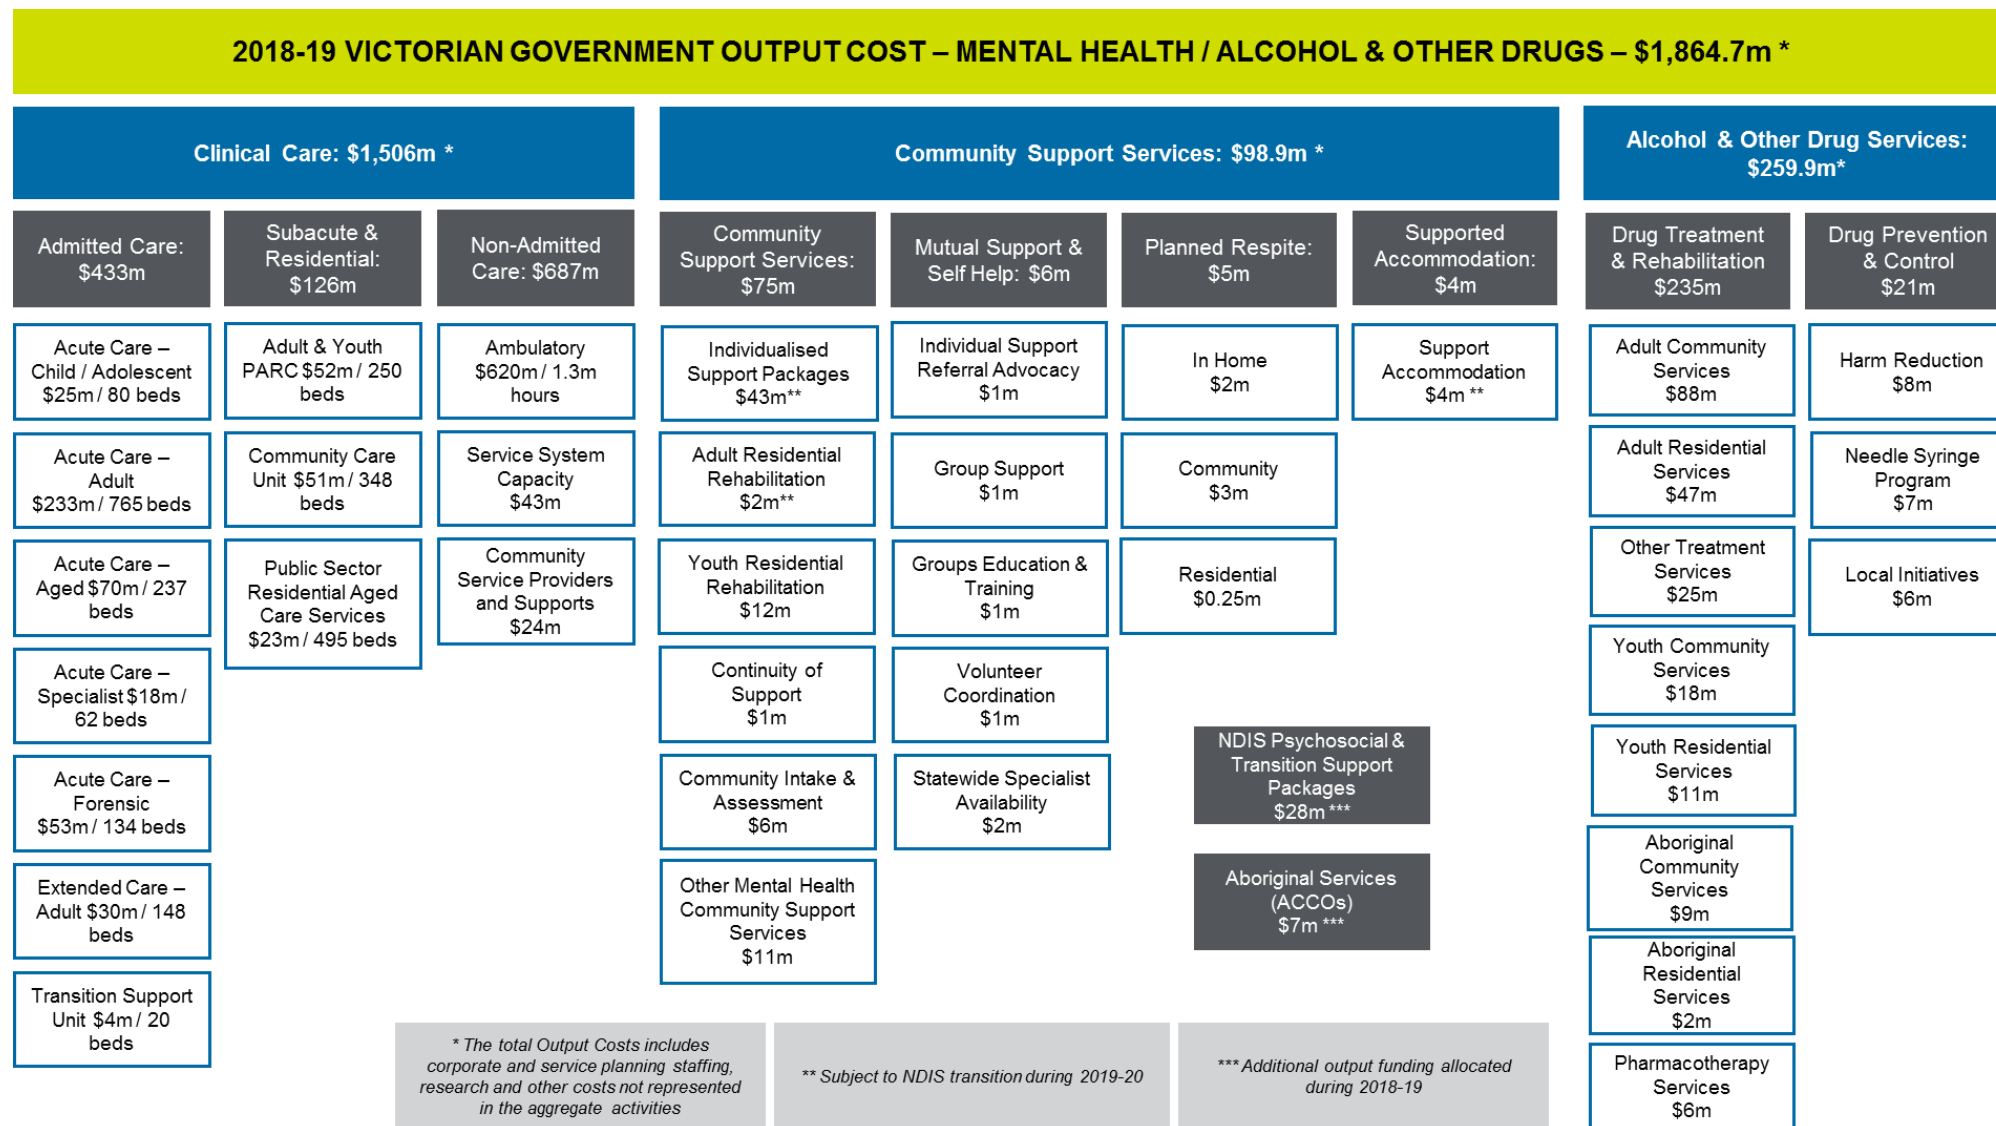 2018-19 VICTORIAN GOVERNMENT OUTPUT COST – MENTAL HEALTH / ALCOHOL & OTHER DRUGS – $1,864.7m *
Clinical Care: $1,506m *
Admitted Care:
$433m
Acute Care –
Child / Adolescent
$25m / 80 beds
Acute Care –
Adult
$233m / 765 beds
Acute Care –
Aged $70m / 237
beds
Acute Care –
Specialist $18m /
62 beds
Acute Care –
Forensic
$53m / 134 beds
Extended Care –
Adult $30m / 148
beds
Transition Support
Unit $4m / 20
beds
Subacute &
Residential:
$126m
Adult & Youth
PARC $52m / 250
beds
Community Care
Unit $51m / 348
beds
Public Sector
Residential Aged
Care Services
$23m / 495 beds
Non-Admitted
Care: $687m
Ambulatory
$620m / 1.3m
hours
Service System
Capacity
$43m
Community
Service Providers
and Supports
$24m
Community Support Services: $98.9m *
Community
Support Services:
$75m
Individualised
Support Packages
$43m**
Adult Residential
Rehabilitation
$2m**
Youth Residential
Rehabilitation
$12m
Continuity of
Support
$1m
Community Intake &
Assessment
$6m
Other Mental Health
Community Support
Services
$11m
Mutual Support &
Self Help: $6m
Individual Support
Referral Advocacy
$1m
Group Support
$1m
Groups Education &
Training
$1m
Volunteer
Coordination
$1m
Statewide Specialist
Availability
$2m
Planned Respite:
$5m
In Home
$2m
Community
$3m
Residential
$0.25m
Supported
Accommodation:
$4m
Support
Accommodation
$4m **
NDIS Psychosocial &
Transition Support
Packages
$28m ***
Aboriginal Services
(ACCOs)
$7m ***
Alcohol & Other Drug Services:
$259.9m*
Drug Treatment
& Rehabilitation
$235m
Adult Community
Services
$88m
Adult Residential
Services
$47m
Other Treatment
Services
$25m
Youth Community
Services
$18m
Youth Residential
Services
$11m
Aboriginal
Community
Services
$9m
Aboriginal
Residential
Services
$2m
Pharmacotherapy
Services
$6m
Drug Prevention
& Control
$21m
Harm Reduction
$8m
Needle Syringe
Program
$7m
Local Initiatives
$6m
* The total Output Costs includes
corporate and service planning staffing,
research and other costs not represented
in the aggregate activities
** Subject to NDIS transition during 2019-20
*** Additional output funding allocated
during 2018-19